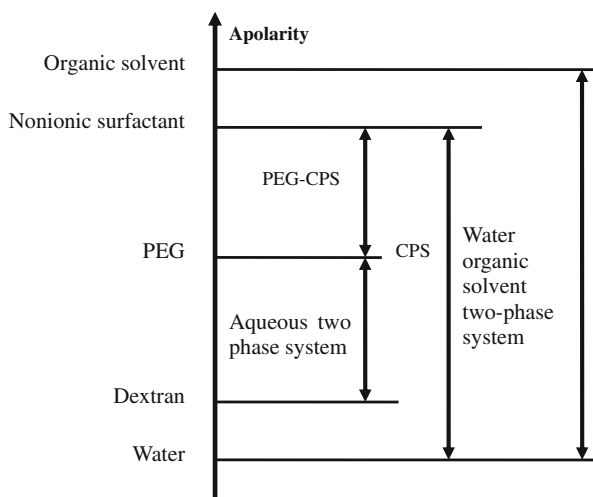 Apolarity
Organic solvent
Nonionic surfactant
PEG-CPS
PEG
CPS
Water
organic
solvent
two-phase
system
Aqueous two
phase system
Dextran
Water